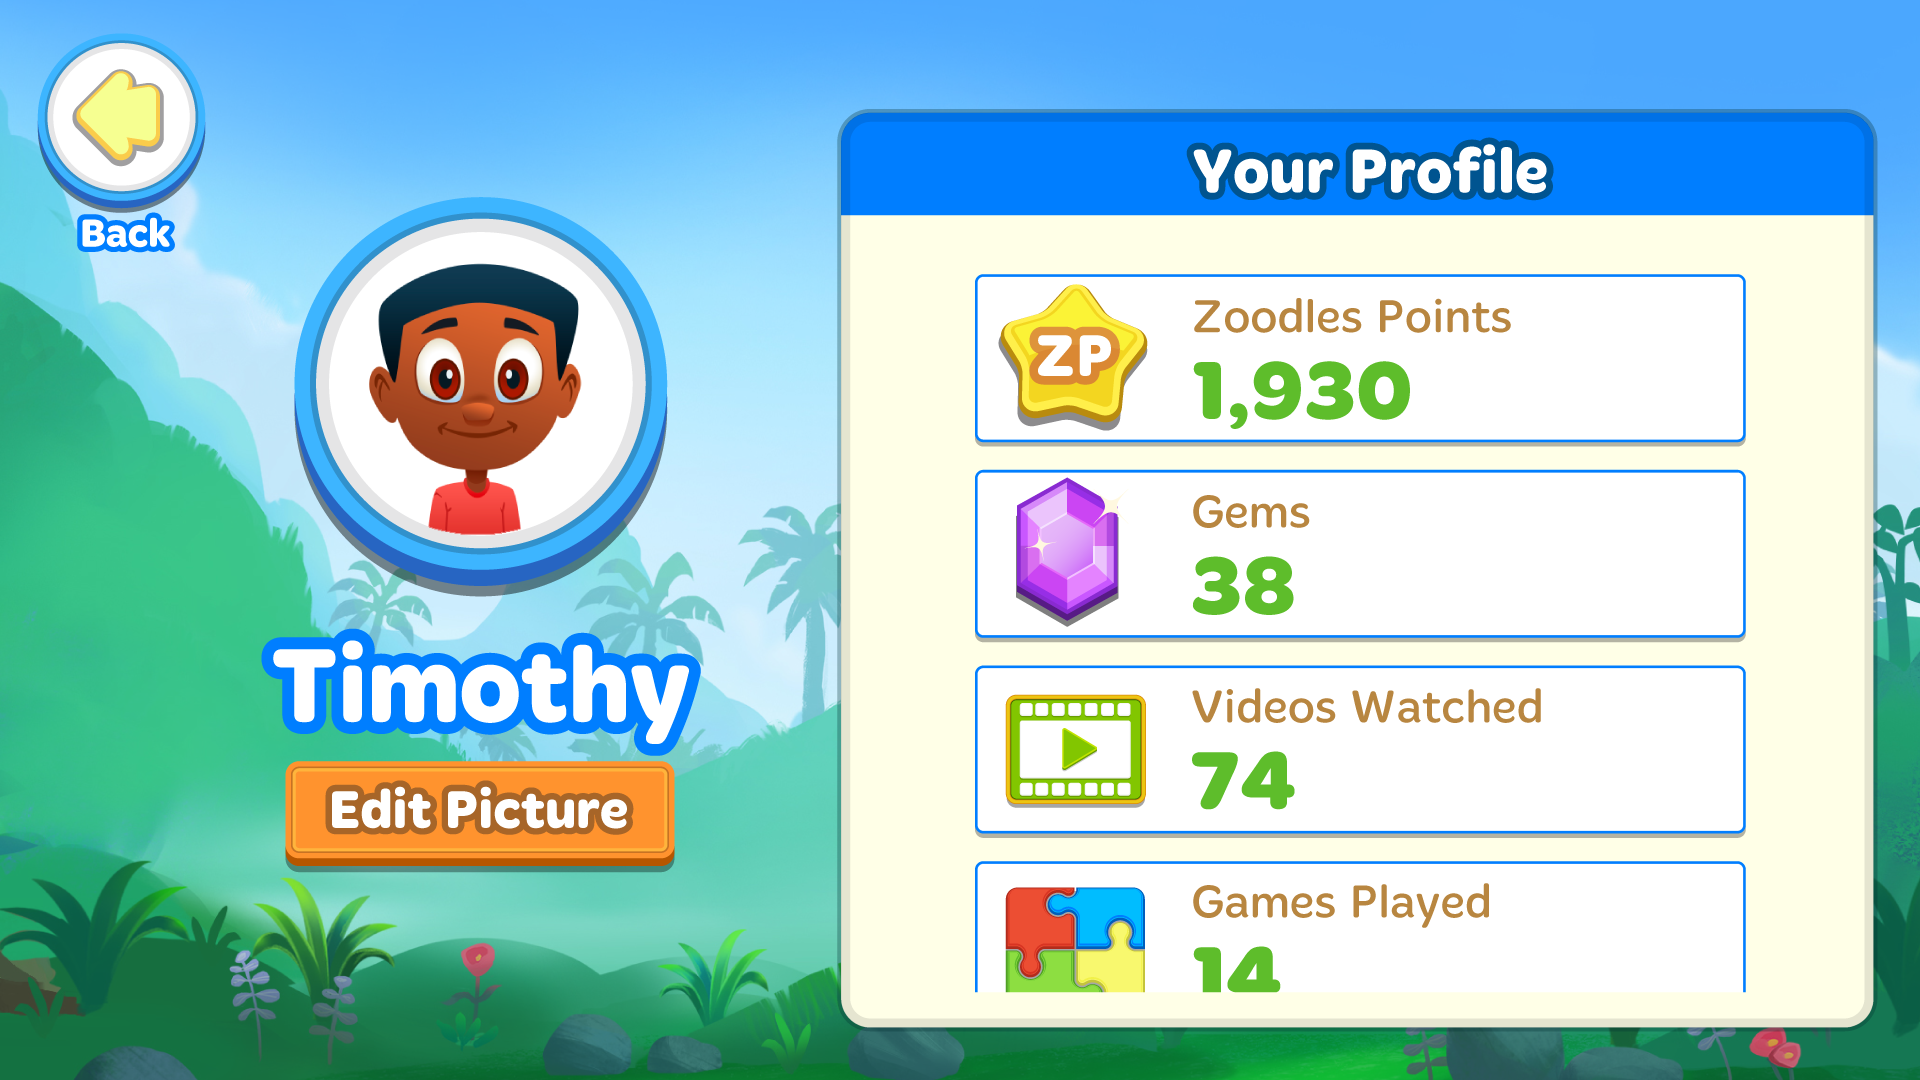 Back
Timothy
Edit Picture
Your Profile
ZP
Zoodles Points
1,930
Gems
38
Videos Watched
74
Games Played
14